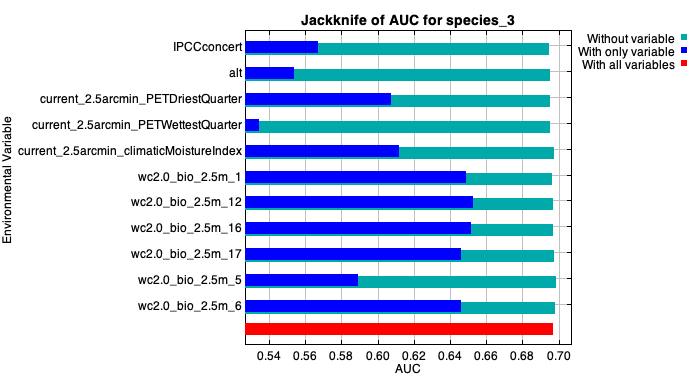 Jackknife of AUC for species_3
Without variable
With only variable
With all variables
Environmental Variable
IPCCconcert
alt
current_2.5arcmin_PETDriestQuarter
current_2.5arcmin_PETWettestQuarter
current_2.5arcmin_climaticMoistureIndex
wc2.0_bio_2.5m_1
wc2.0_bio_2.5m_12
wc2.0_bio_2.5m_16
wc2.0_bio_2.5m_17
wc2.0_bio_2.5m_5
wc2.0_bio_2.5m_6
0.54 0.56 0.58 0.60 0.62 0.64 0.66 0.68 0.70
AUC